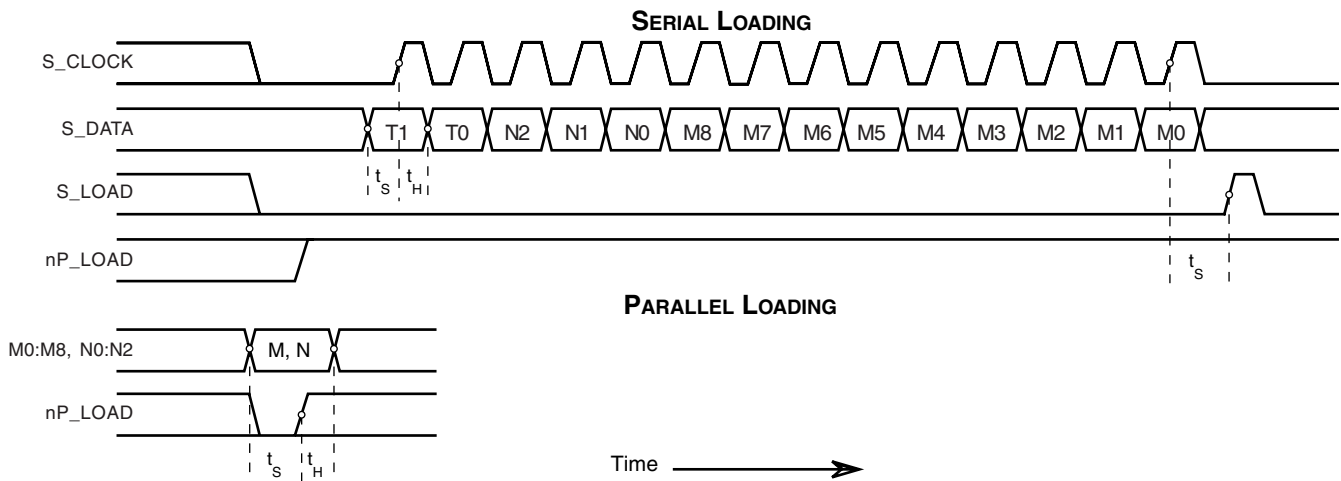 SERIAL LOADING
S_CLOCK
S_DATA T1 T0 N2 N1 N0 M8 M7 M6 M5 M4 M3 M2 M1 M0
tS tH
S_LOAD
nP_LOAD
tS
PARALLEL LOADING
M0:M8, N0:N2 M, N
nP_LOAD
tS tH
Time